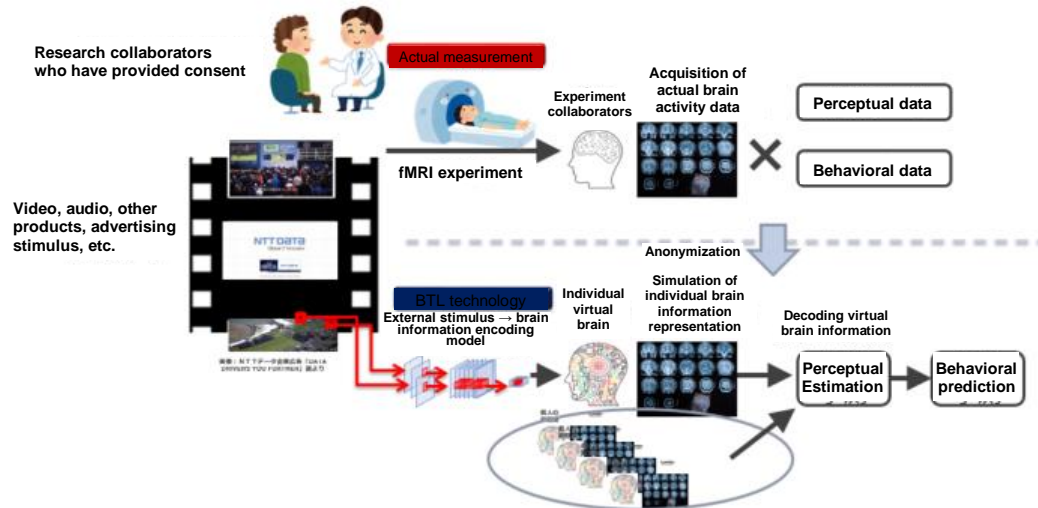 Research collaborators
who have provided consent
Actual measurement
Experiment
collaborators
Acquisition of
actual brain
activity data
Perceptual data
Behavioral data
fMRI experiment
Video, audio, other
products, advertising
stimulus, etc.
NTT DATA
Anonymization
BTL technology
External stimulus → brain
information encoding
model
Individual
virtual
brain
Simulation of
individual brain
information
representation
Decoding virtual
brain information
Perceptual
Estimation
Behavioral
prediction